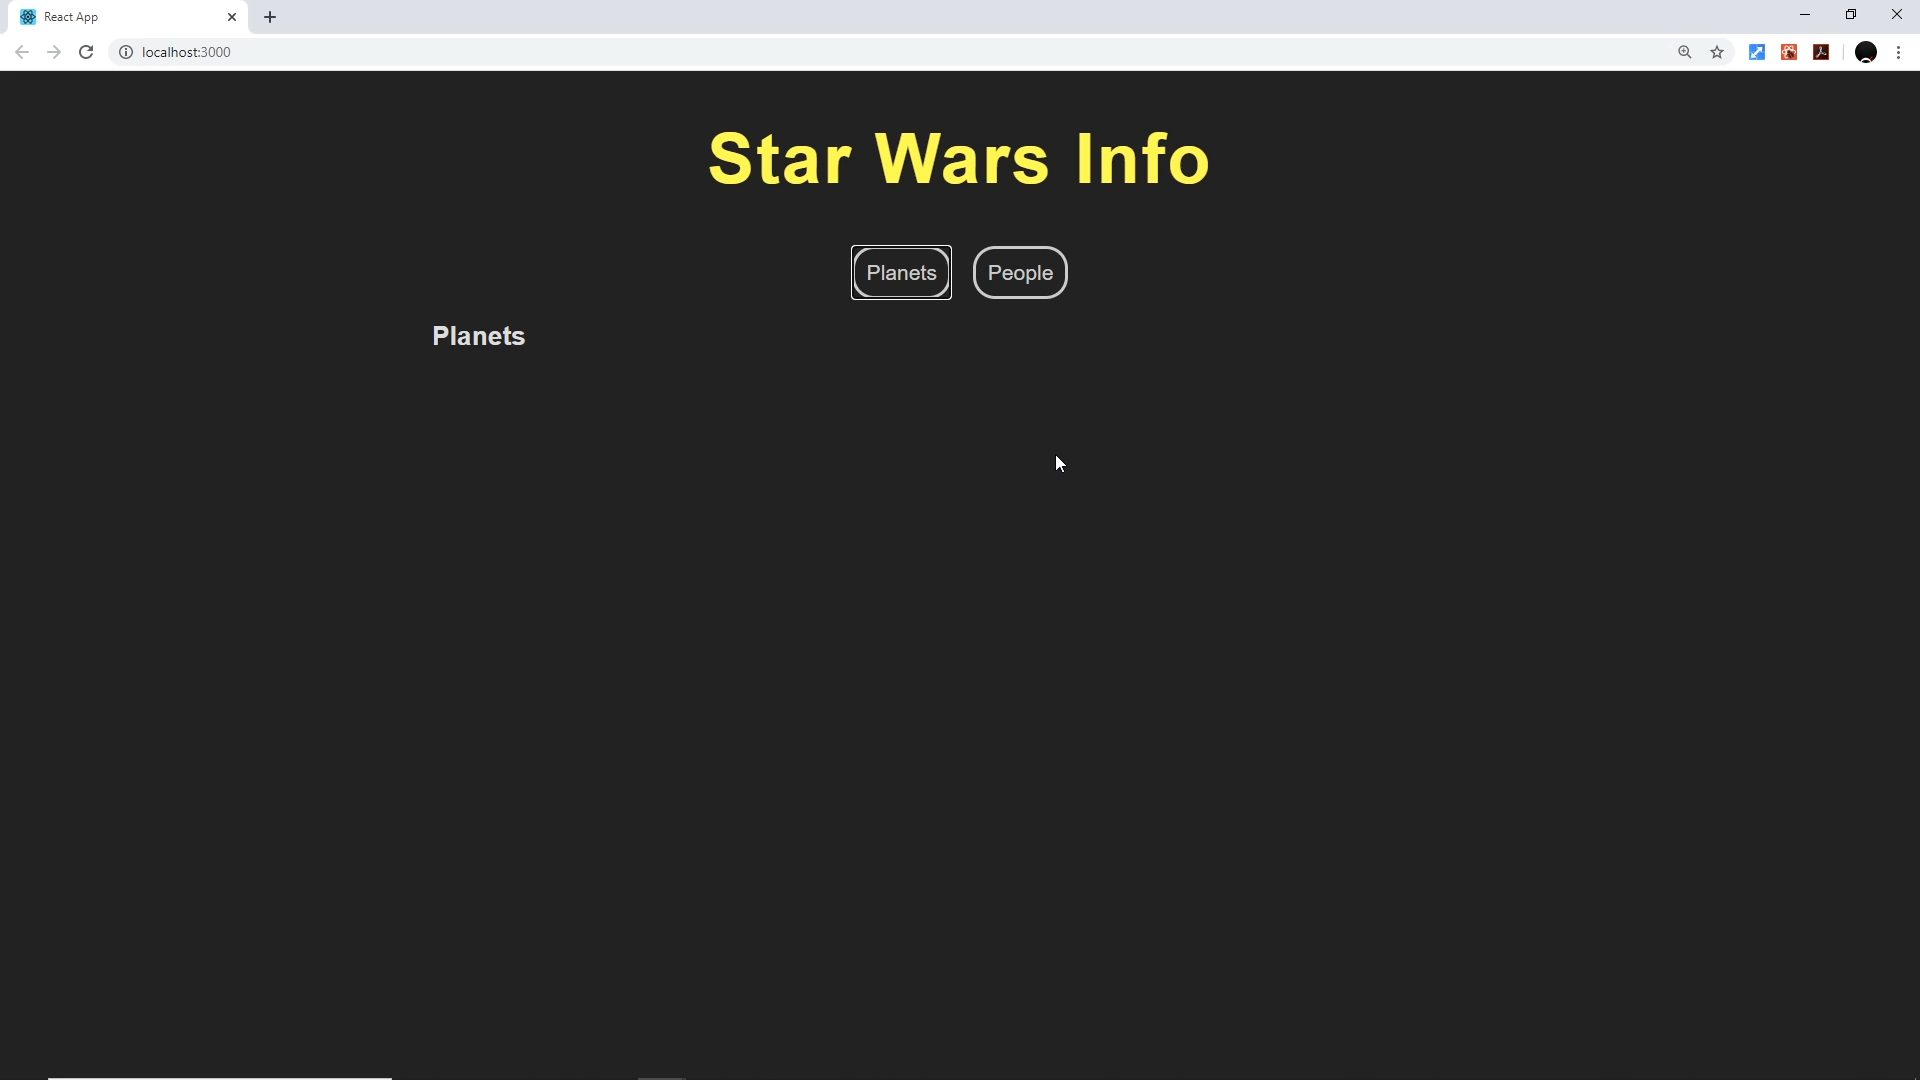 React App
localhost:3000
Star Wars Info
Planets People
Planets